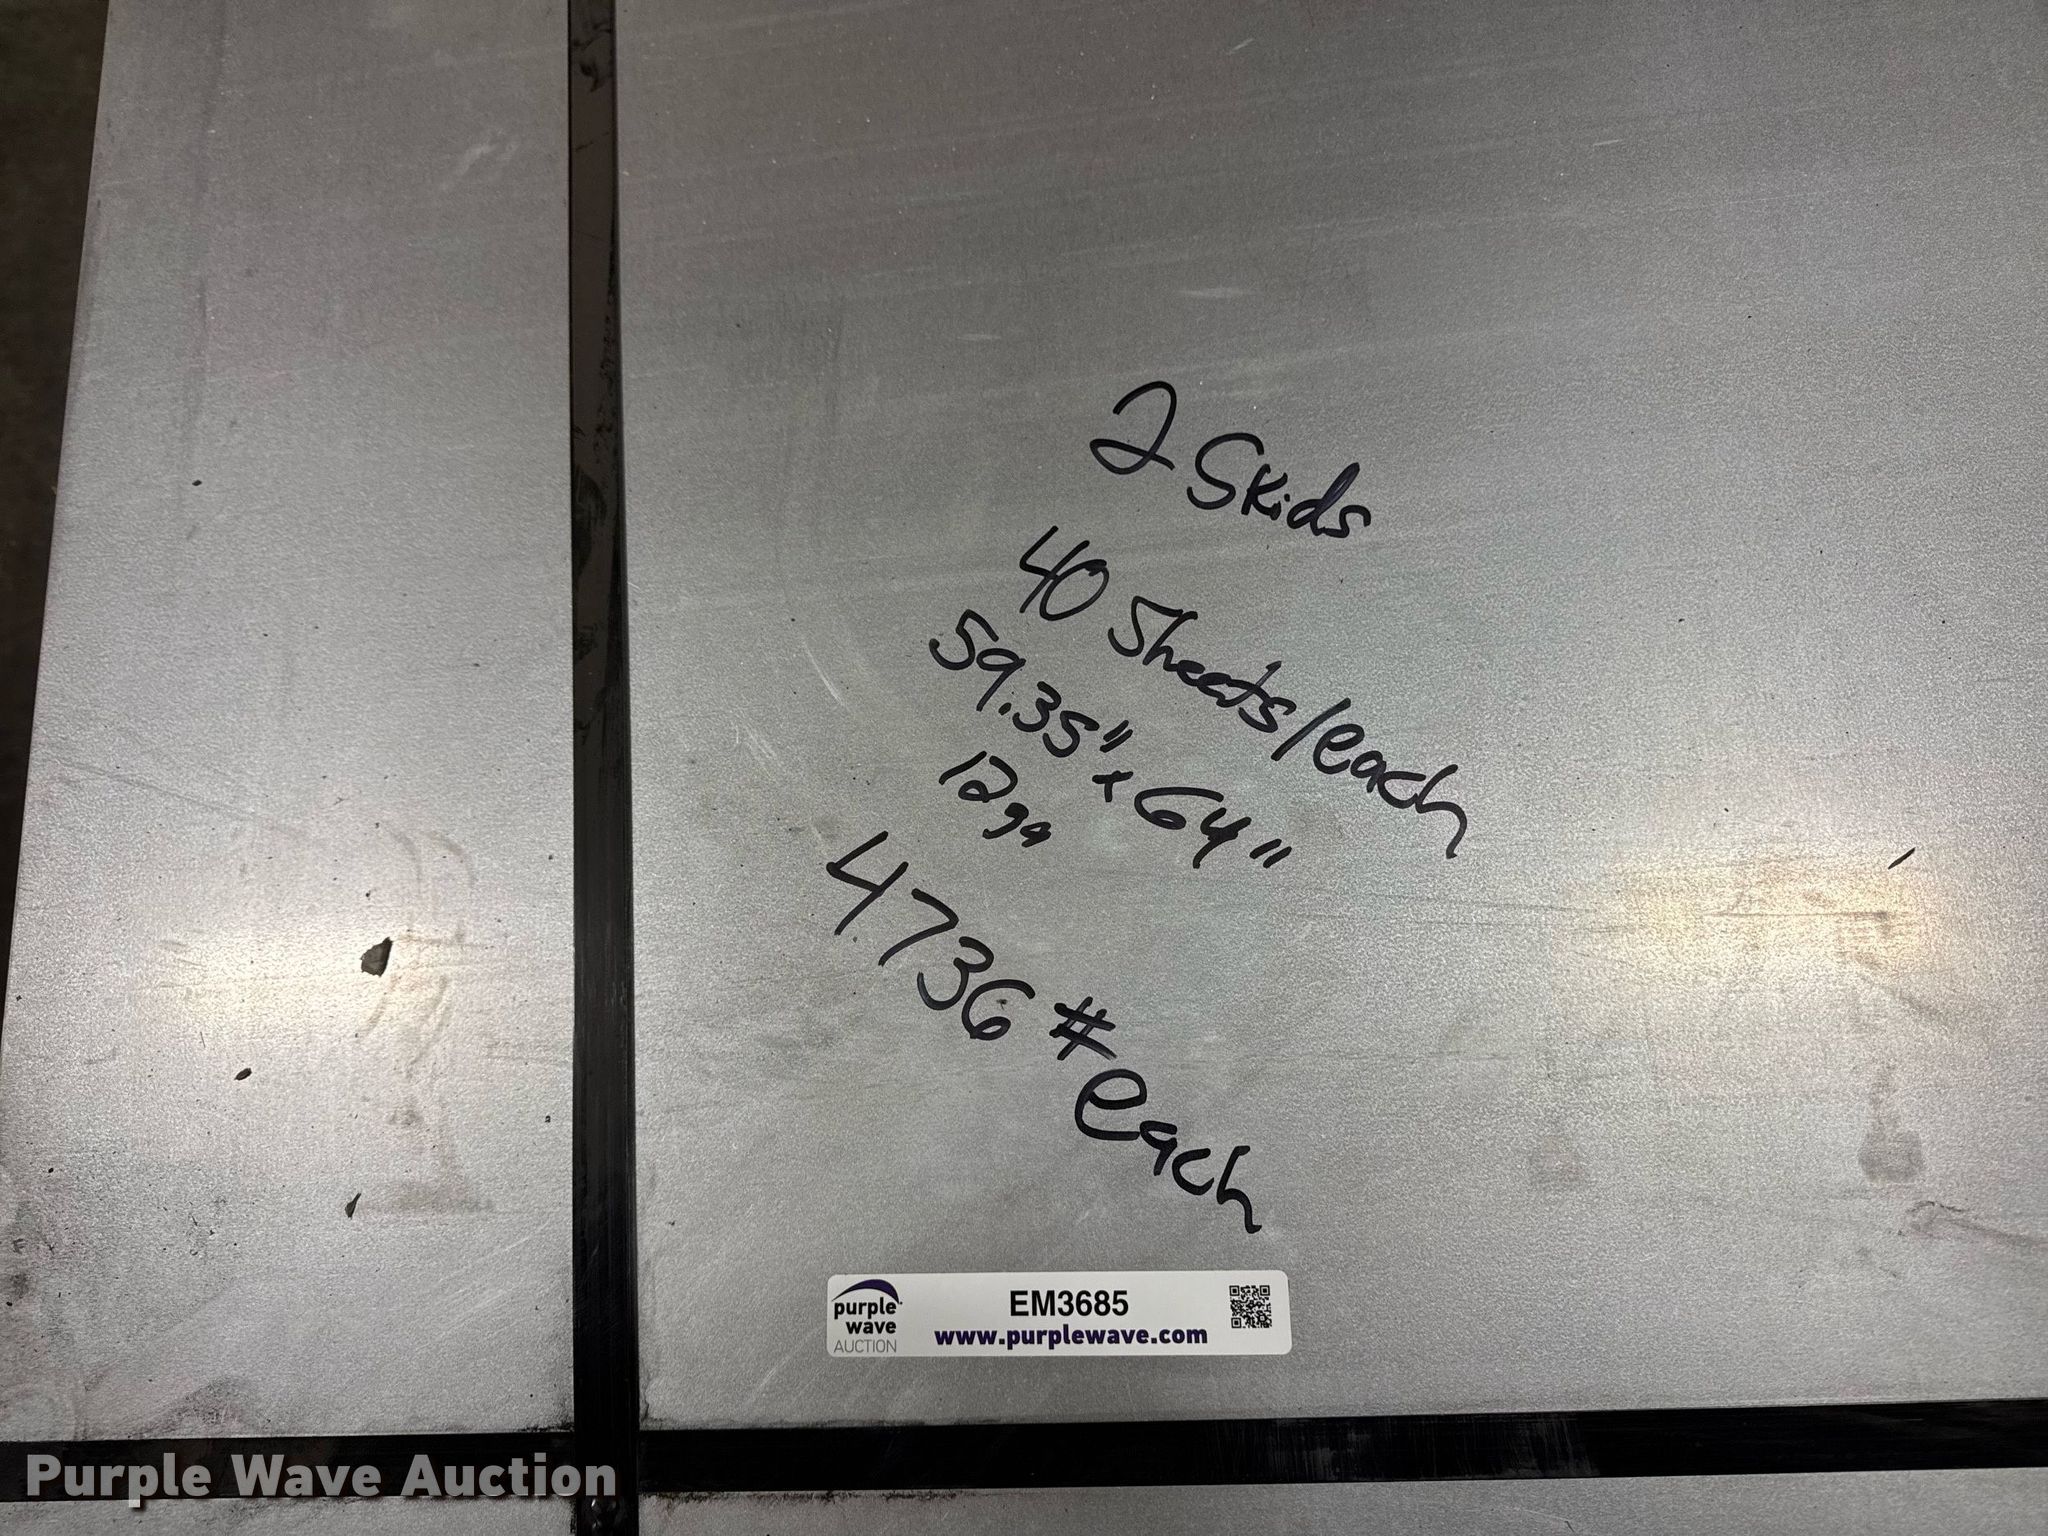 2 Skids
40 Sheets/each
59.35" x 64"
12ga
4736 # each
purple wave AUCTION
EM3685
www.purplewave.com
Purple Wave Auction